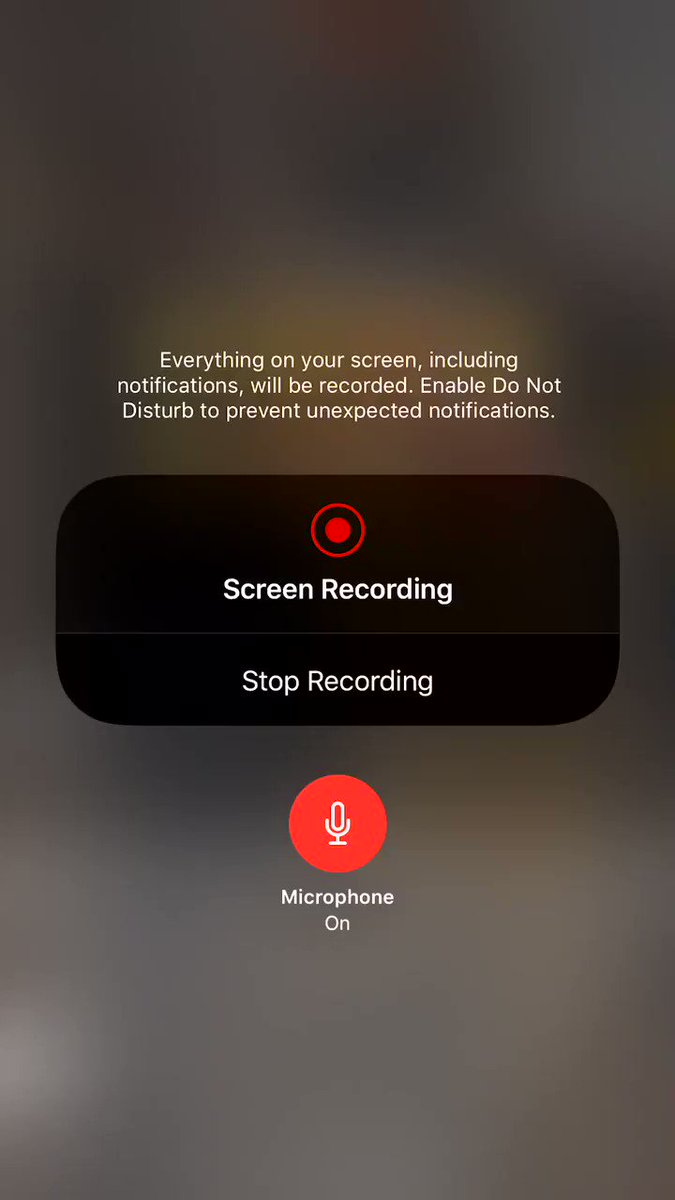 Everything on your screen, including
notifications, will be recorded. Enable Do Not
Disturb to prevent unexpected notifications.
Screen Recording
Stop Recording
Microphone
On